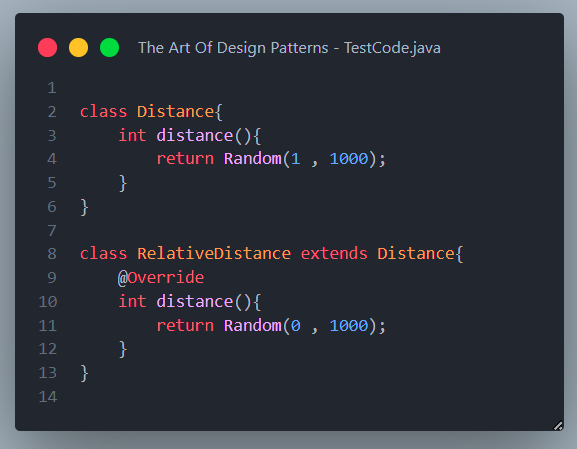 The Art Of Design Patterns - TestCode.java
1
2 class Distance{
3     int distance(){
4         return Random(1 , 1000);
5     }
6 }
7
8 class RelativeDistance extends Distance{
9     @Override
10     int distance(){
11         return Random(0 , 1000);
12     }
13 }
14